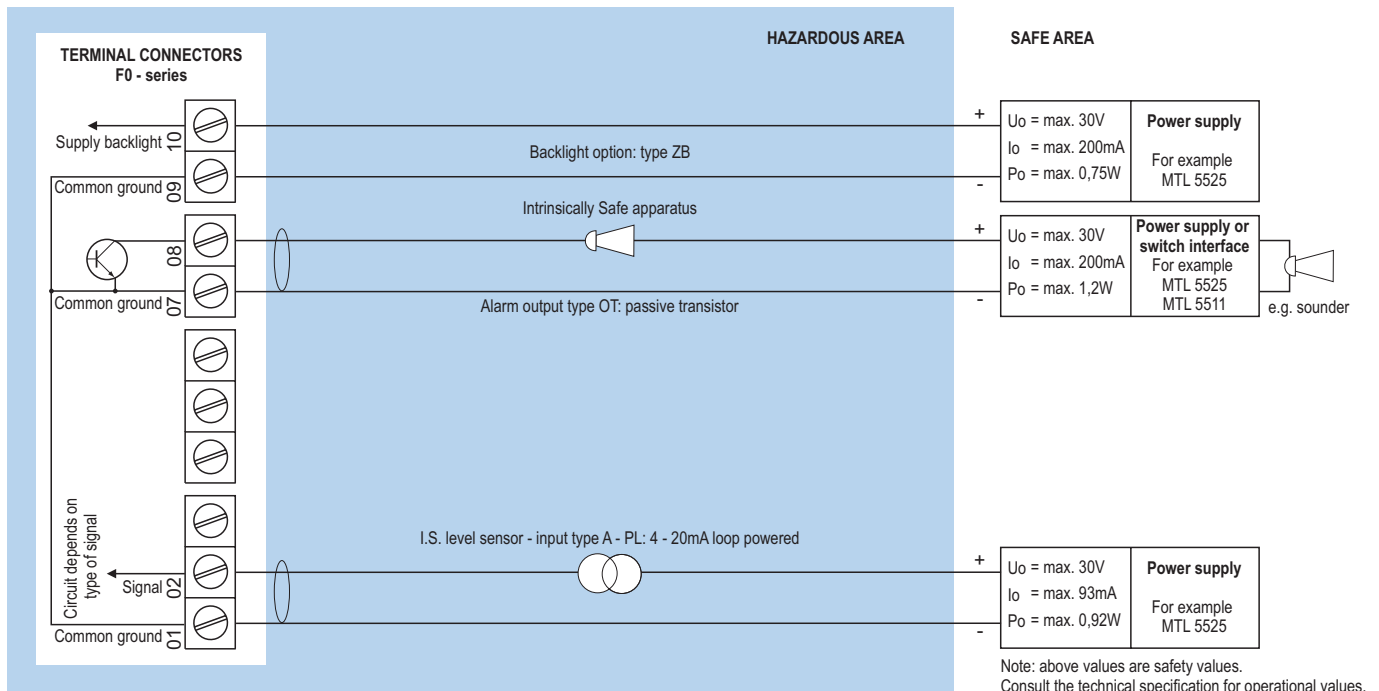 HAZARDOUS AREA
SAFE AREA
TERMINAL CONNECTORS
F0 - series
Supply backlight
10
Backlight option: type ZB
+
Uo = max. 30V
Io = max. 200mA
Po = max. 0,75W
-
Power supply
For example
MTL 5525
Common ground
09
Intrinsically Safe apparatus
08
+
Uo = max. 30V
Io = max. 200mA
Po = max. 1,2W
-
Power supply or
switch interface
For example
MTL 5525
MTL 5511
e.g. sounder
Common ground
07
Alarm output type OT: passive transistor
Circuit depends on
type of signal
I.S. level sensor - input type A - PL: 4 - 20mA loop powered
Signal
02
+
Uo = max. 30V
Io = max. 93mA
Po = max. 0,92W
-
Power supply
For example
MTL 5525
Common ground
01
Note: above values are safety values.
Consult the technical specification for operational values.